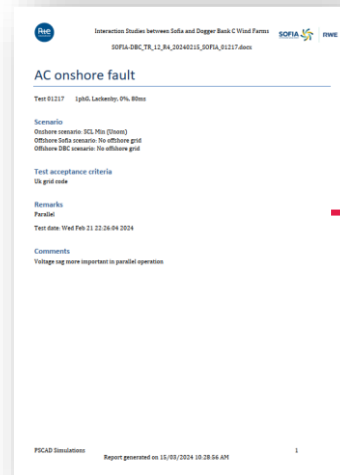 Rte
Interaction Studies between Sofia and Dogger Bank C Wind Farms
SOFIA
RWE
SOFIA-DBC_TR_12_R4_20240215_SOFIA_01217.docx
AC onshore fault
Test 01217 1phG, Lackenby, 0%, 80ms
Scenario
Onshore scenario: SCL Min (Unom)
Offshore Sofia scenario: No offshore grid
Offshore DBC scenario: No offshore grid
Test acceptance criteria
Uk grid code
Remarks
Parallel
Test date: Wed Feb 21 22:26:04 2024
Comments
Voltage sag more important in parallel operation
PSCAD Simulations
1
Report generated on 15/03/2024 10:28:56 AM